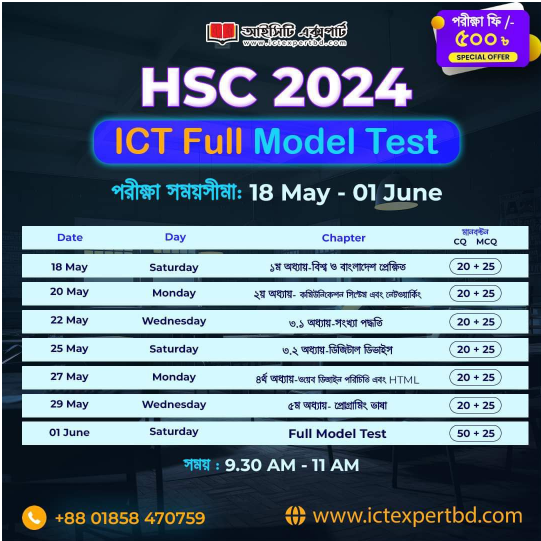 আইসিটি এক্সপার্ট
www.ictexpertbd.com
পরীক্ষা ফি /-
৫০০৳
SPECIAL OFFER
HSC 2024
ICT Full Model Test
পরীক্ষা সময়সীমা: 18 May - 01 June
Date Day Chapter মানবন্টন CQ MCQ
18 May Saturday ১ম অধ্যায়-বিশ্ব ও বাংলাদেশ প্রেক্ষিত 20 + 25
20 May Monday ২য় অধ্যায়- কমিউনিকেশন সিস্টেম এবং নেটওয়ার্কিং 20 + 25
22 May Wednesday ৩.১ অধ্যায়-সংখ্যা পদ্ধতি 20 + 25
25 May Saturday ৩.২ অধ্যায়-ডিজিটাল ডিভাইস 20 + 25
27 May Monday ৪র্থ অধ্যায়-ওয়েব ডিজাইন পরিচিতি এবং HTML 20 + 25
29 May Wednesday ৫ম অধ্যায়- প্রোগ্রামিং ভাষা 20 + 25
01 June Saturday Full Model Test 50 + 25
সময় : 9.30 AM - 11 AM
+88 01858 470759
www.ictexpertbd.com